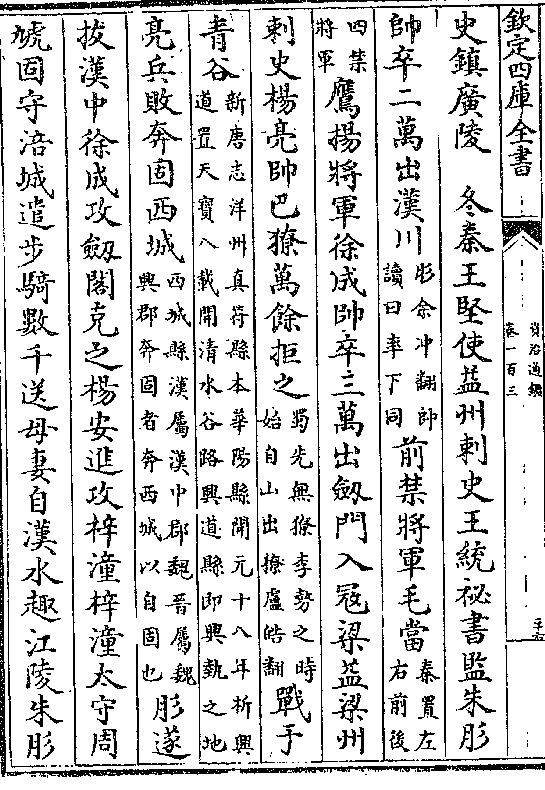 欽定四庫全書
資治通鑑
卷一百三
史鎮廣陵　冬秦王堅使益州刺史王統祕書監朱肜
帥卒二萬出漢川
肜余沖翻帥
讀曰率下同
前禁將軍毛當
秦置左
右前後
四禁
將軍
鷹揚將軍徐成帥卒三萬出劔門入寇梁益梁州
刺史楊亮帥巴獠萬餘拒之
蜀先無獠李勢之時
始自山出獠盧皓翻
戰于
青谷
新唐志洋州真符縣本華陽縣開元十八年析興
道置天寶八載開清水谷路興道縣即興勢之地
亮兵敗奔固西城
西城縣漢屬漢中郡魏晉屬魏
興郡奔固者奔西城以自固也
肜遂
拔漢中徐成攻劔閣克之楊安進攻梓潼梓潼太守周
虓固守涪城遣步騎數千送母妻自漢水趣江陵朱肜